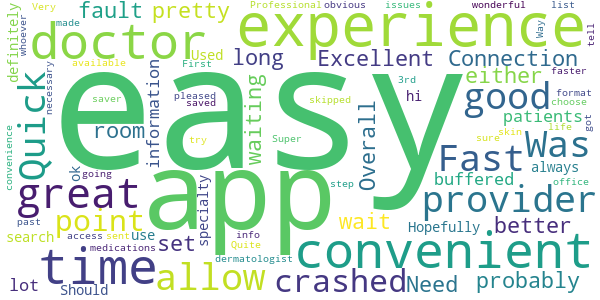 Very made Professional obvious issues wonderful list
definitely whoever fault pretty experience Way tell
doctor Used long Excellent Connection faster
available First either
Quick necessary saver saved pleased hi skipped 3rd good format choose
easy
room information waiting patients got
convenience try Overall Super Fast Was
ok going life skin sure always
great app buffered office
specialty step provider
past point wait
search access sent use set Hopefully better
time medications info Quite convenient
lot Should allow dermatologist crashed Need probably